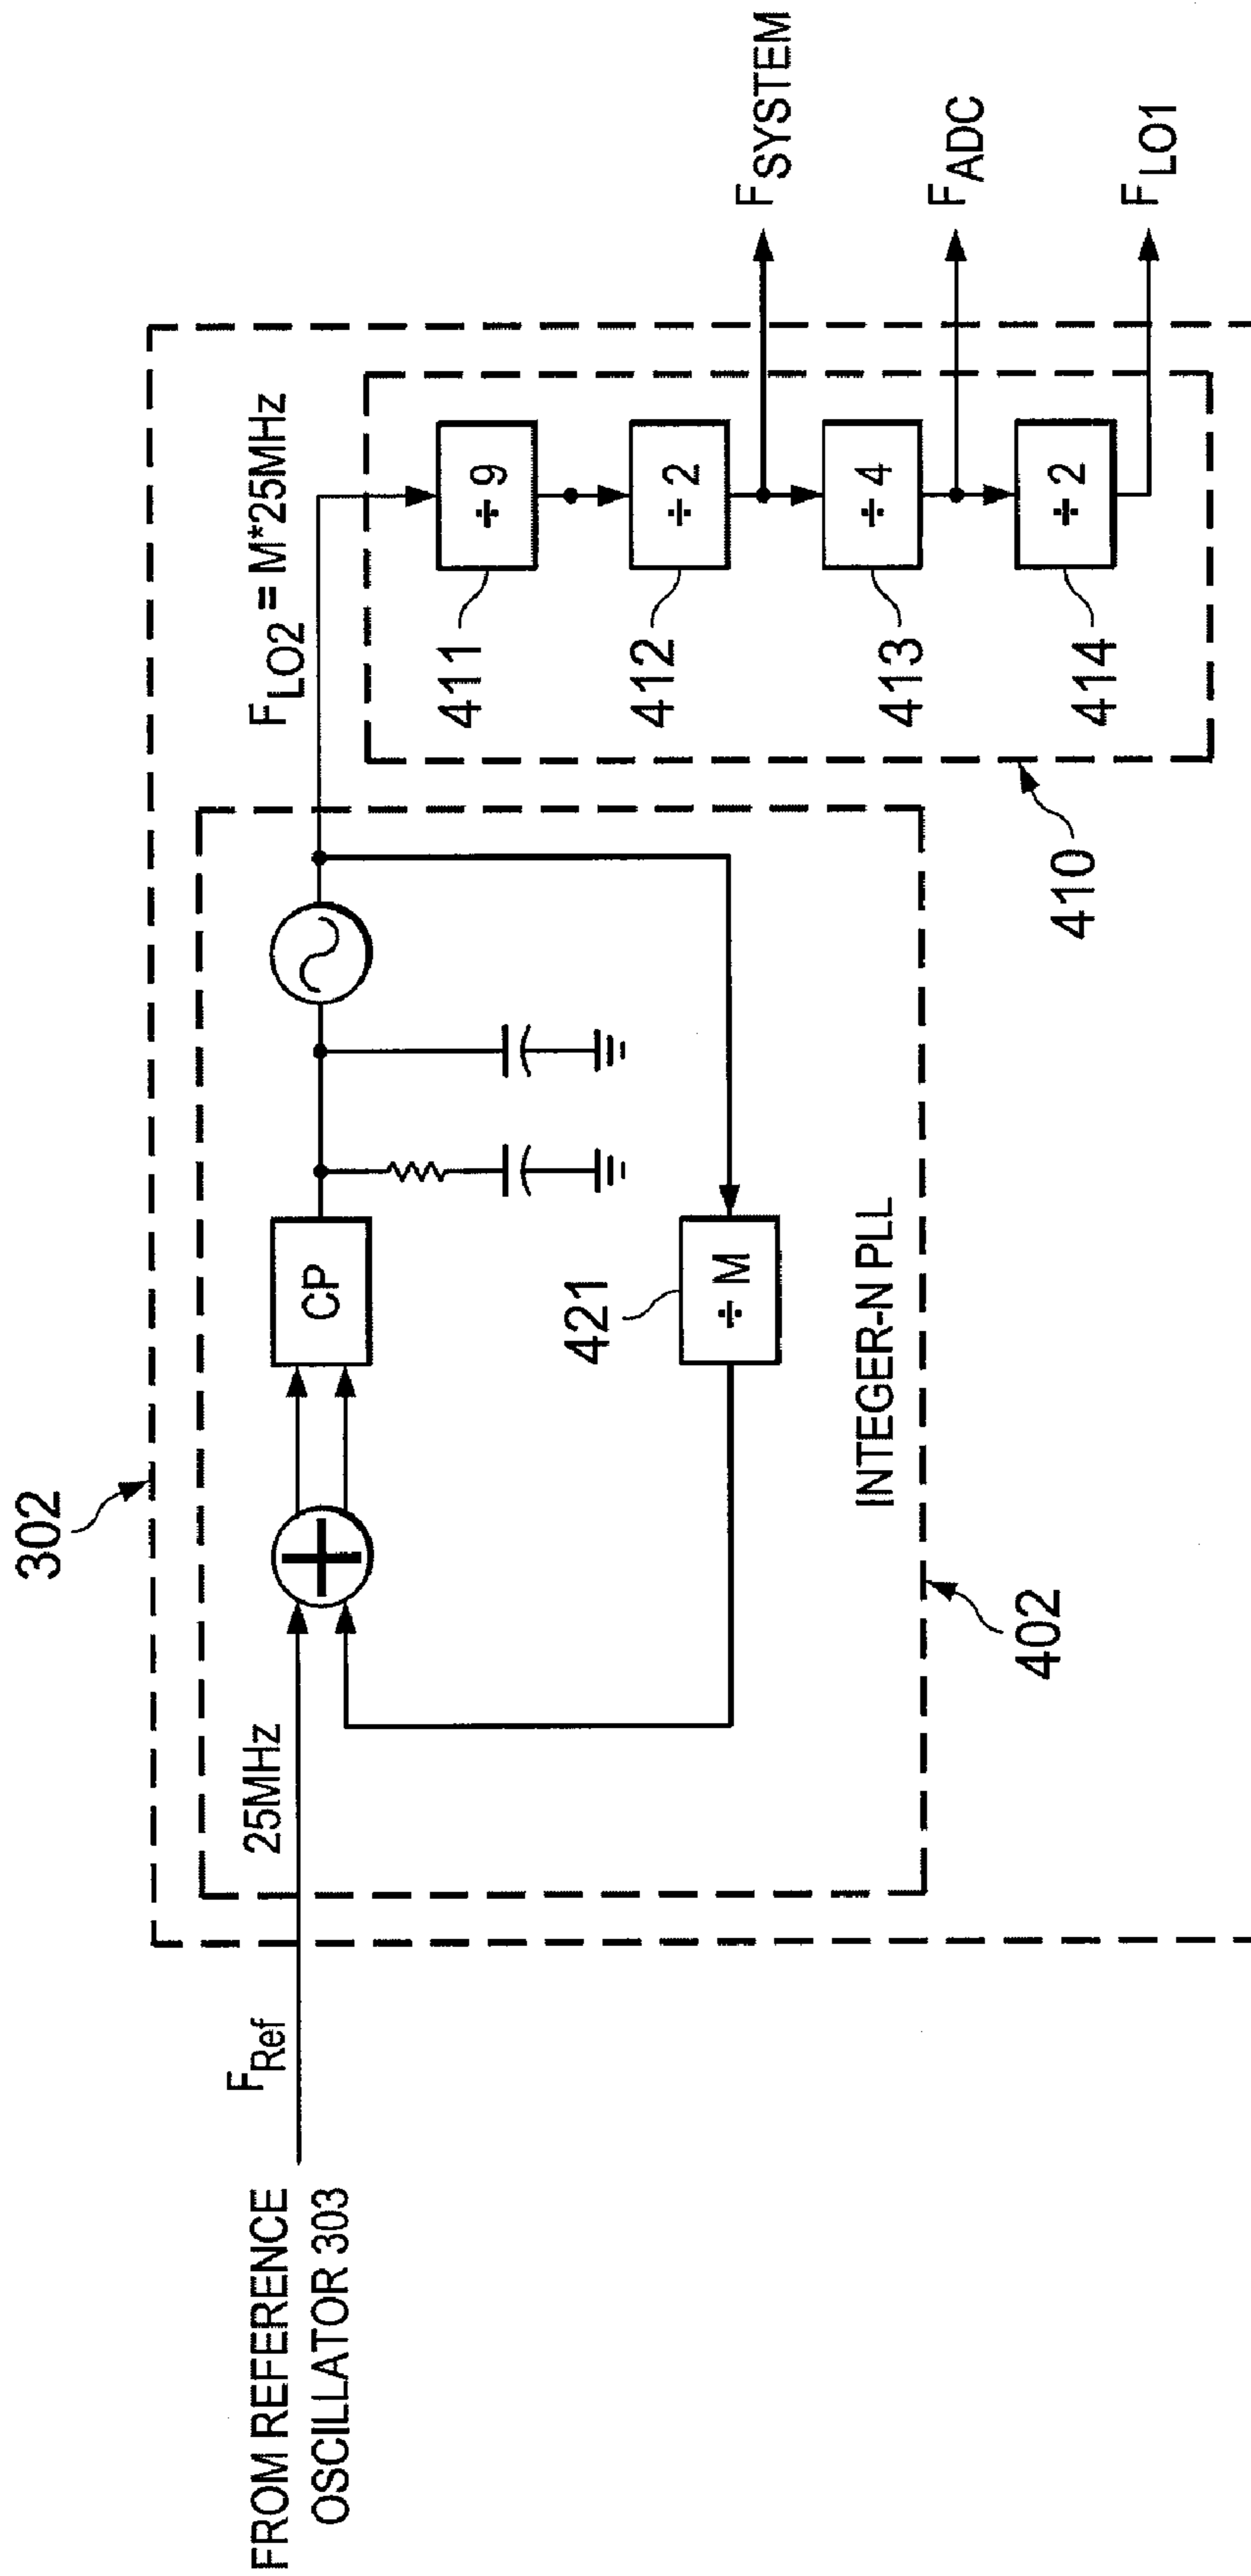 302
FROM REFERENCE
OSCILLATOR 303
F_Ref
25MHz
CP
F_LO2 = M*25MHz
÷ M
421
INTEGER-N PLL
402
÷ 9
411
÷ 2
412
F_SYSTEM
÷ 4
413
F_ADC
÷ 2
414
F_LO1
410